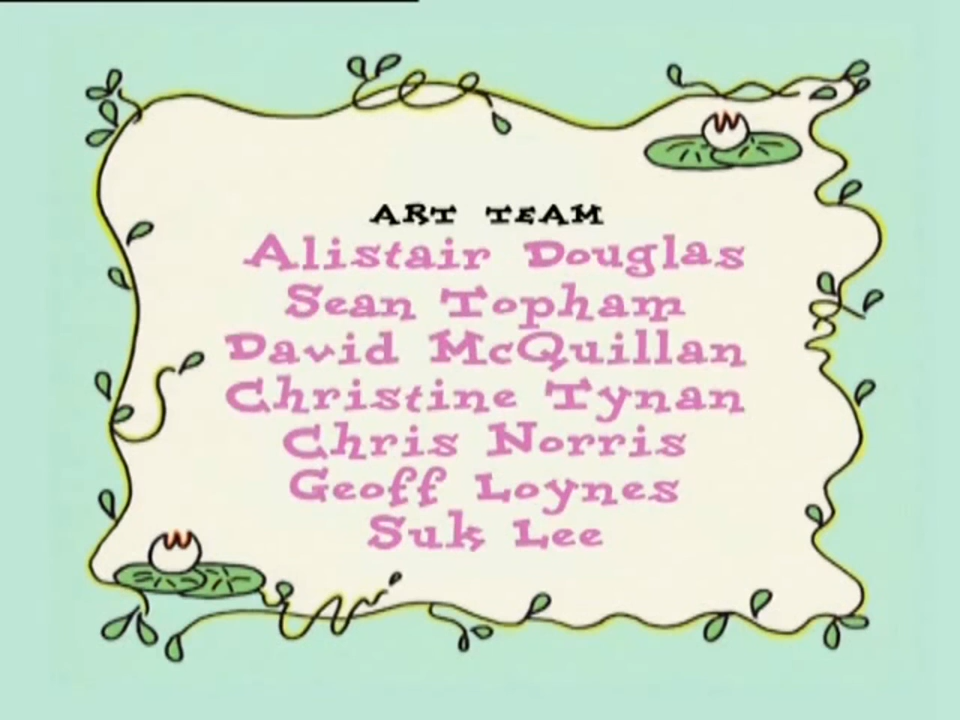 ART TEAM
Alistair Douglas
Sean Topham
David McQuillan
Christine Tynan
Chris Norris
Geoff Loynes
Suk Lee